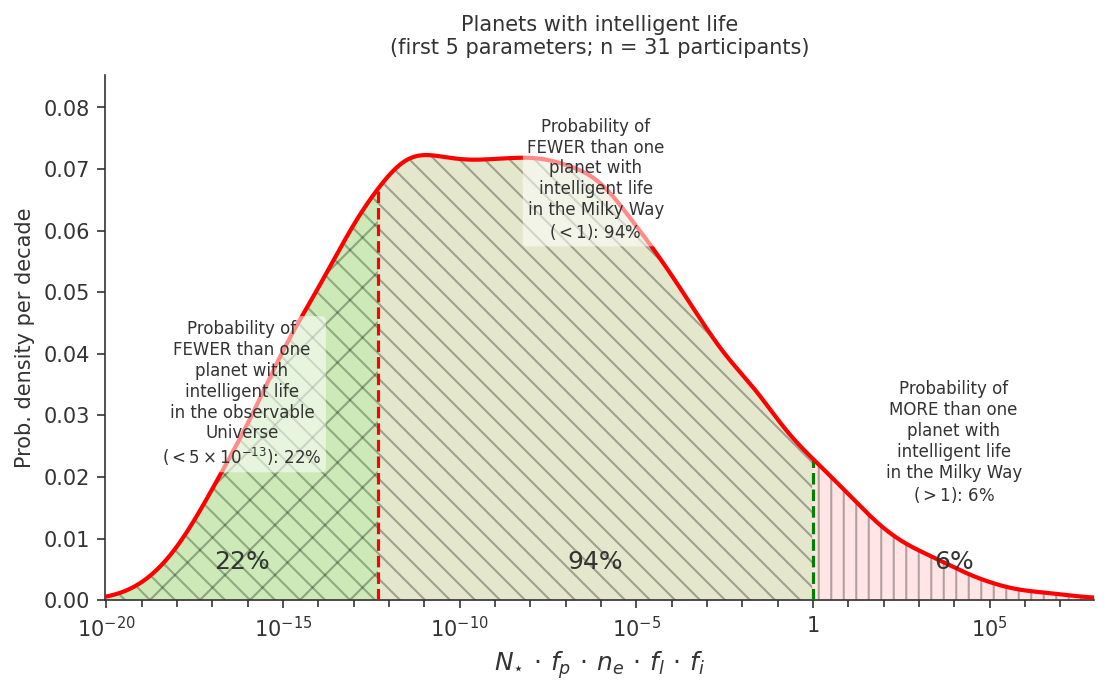 Planets with intelligent life
(first 5 parameters; n = 31 participants)
Prob. density per decade
0.08
0.07
0.06
0.05
0.04
0.03
0.02
0.01
0.00
Probability of
FEWER than one
planet with
intelligent life
in the observable
Universe
(<5 × 10⁻¹³): 22%
Probability of
FEWER than one
planet with
intelligent life
in the Milky Way
(<1): 94%
Probability of
MORE than one
planet with
intelligent life
in the Milky Way
(>1): 6%
22%
94%
6%
10⁻²⁰
10⁻¹⁵
10⁻¹⁰
10⁻⁵
1
10⁵
N⋆ · fₚ · nₑ · fₗ · fᵢ